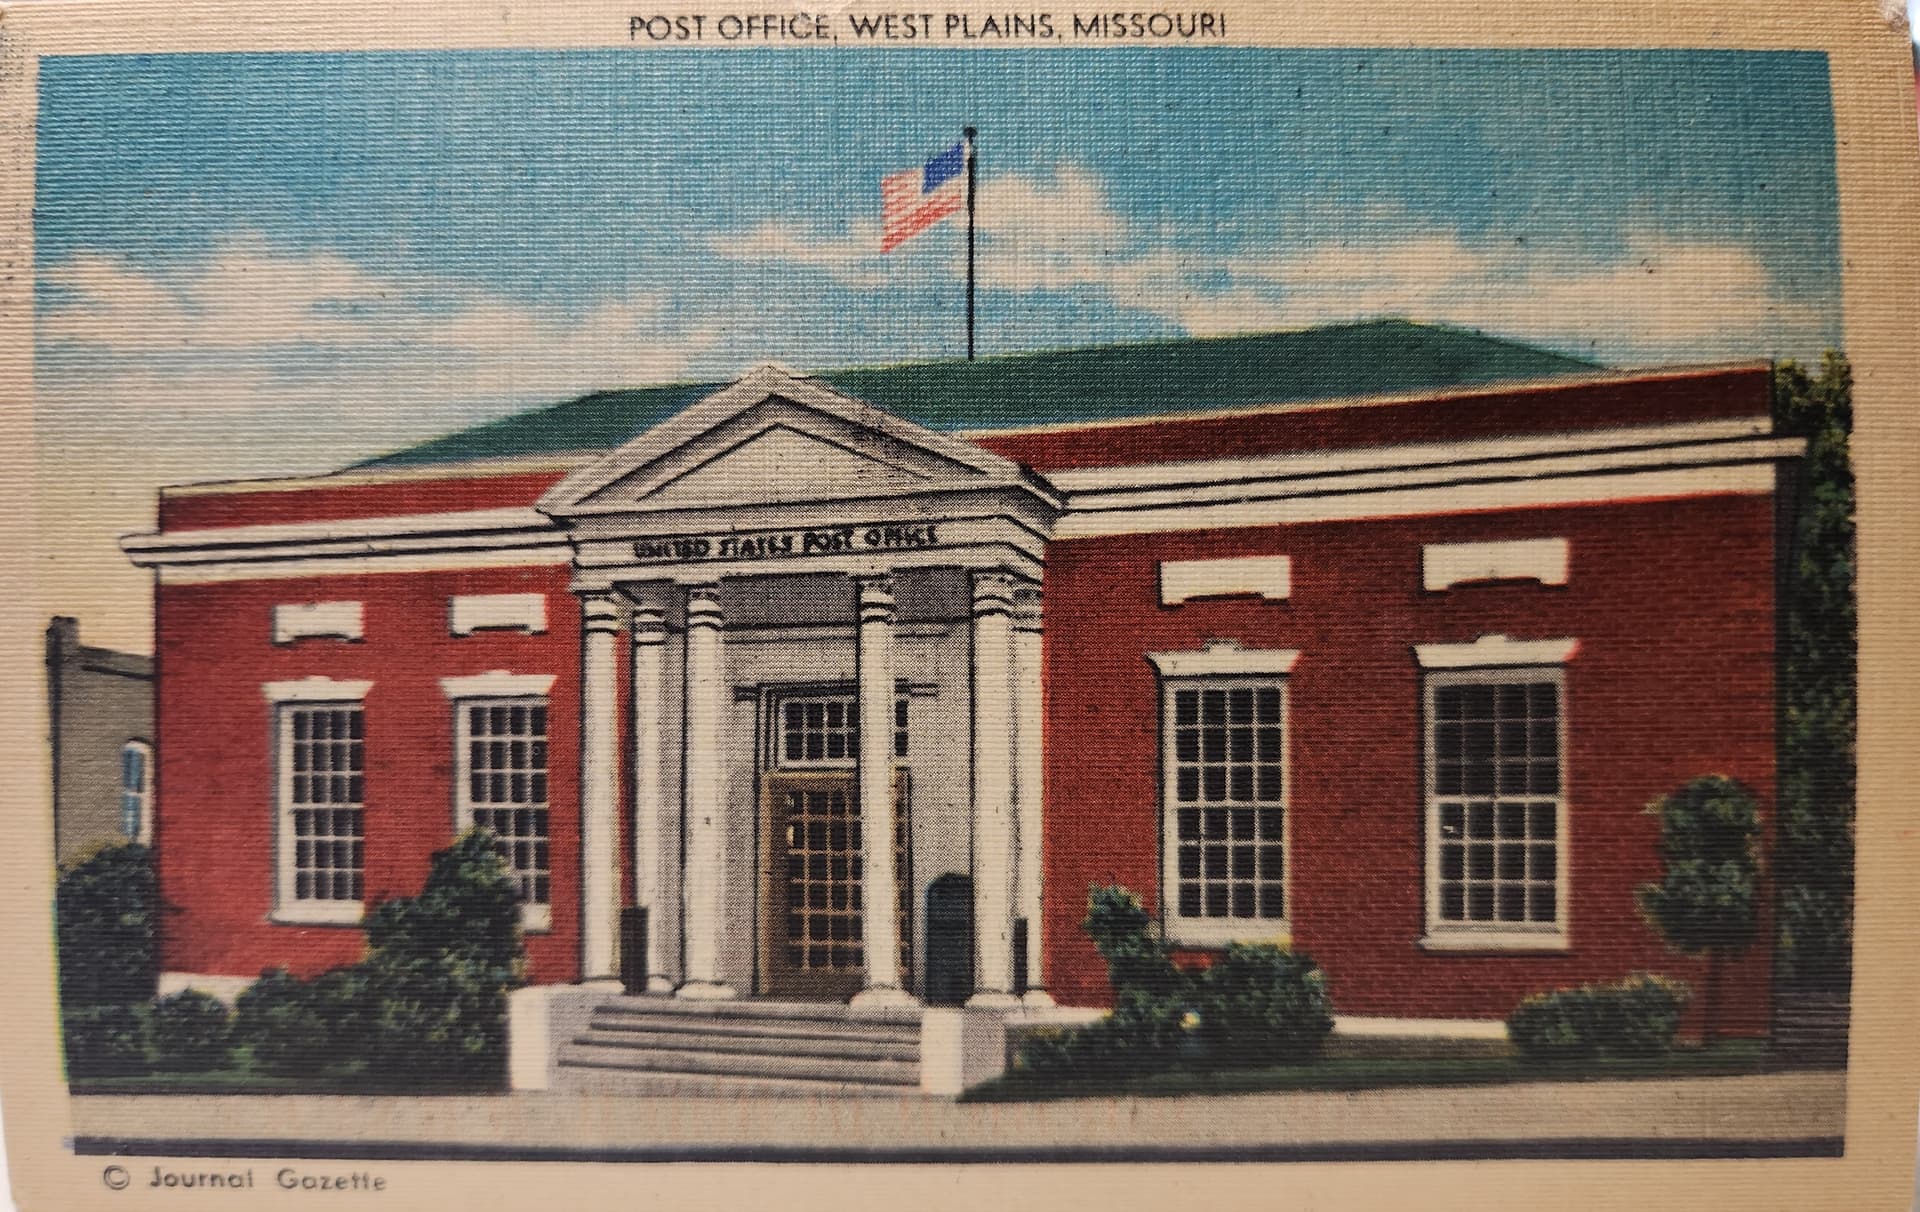 POST OFFICE, WEST PLAINS, MISSOURI
UNITED STATES POST OFFICE
© Journal Gazette